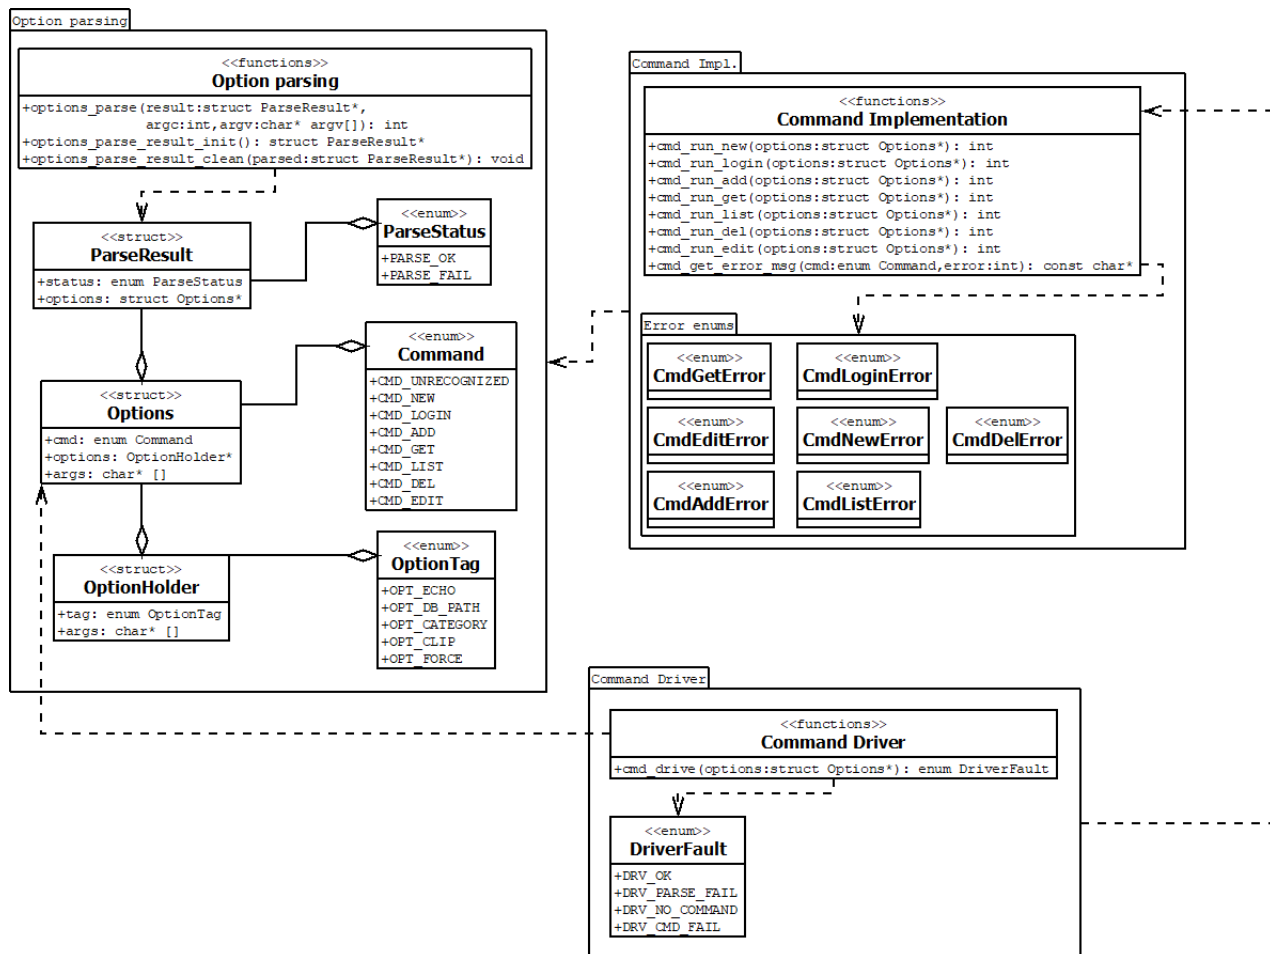 Option parsing
<<functions>>
Option parsing
+options_parse(result:struct ParseResult*,
argc:int,argv:char* argv[]): int
+options_parse_result_init(): struct ParseResult*
+options_parse_result_clean(parsed:struct ParseResult*): void
<<struct>>
ParseResult
+status: enum ParseStatus
+options: struct Options*
<<enum>>
ParseStatus
+PARSE_OK
+PARSE_FAIL
<<struct>>
Options
+cmd: enum Command
+options: OptionHolder*
+args: char* []
<<enum>>
Command
+CMD_UNRECOGNIZED
+CMD_NEW
+CMD_LOGIN
+CMD_ADD
+CMD_GET
+CMD_LIST
+CMD_DEL
+CMD_EDIT
<<struct>>
OptionHolder
+tag: enum OptionTag
+args: char* []
<<enum>>
OptionTag
+OPT_ECHO
+OPT_DB_PATH
+OPT_CATEGORY
+OPT_CLIP
+OPT_FORCE
Command Impl.
<<functions>>
Command Implementation
+cmd_run_new(options:struct Options*): int
+cmd_run_login(options:struct Options*): int
+cmd_run_add(options:struct Options*): int
+cmd_run_get(options:struct Options*): int
+cmd_run_list(options:struct Options*): int
+cmd_run_del(options:struct Options*): int
+cmd_run_edit(options:struct Options*): int
+cmd_get_error_msg(cmd:enum Command,error:int): const char*
Error enums
<<enum>>
CmdGetError
<<enum>>
CmdLoginError
<<enum>>
CmdEditError
<<enum>>
CmdNewError
<<enum>>
CmdDelError
<<enum>>
CmdAddError
<<enum>>
CmdListError
Command Driver
<<functions>>
Command Driver
+cmd_drive(options:struct Options*): enum DriverFault
<<enum>>
DriverFault
+DRV_OK
+DRV_PARSE_FAIL
+DRV_NO_COMMAND
+DRV_CMD_FAIL